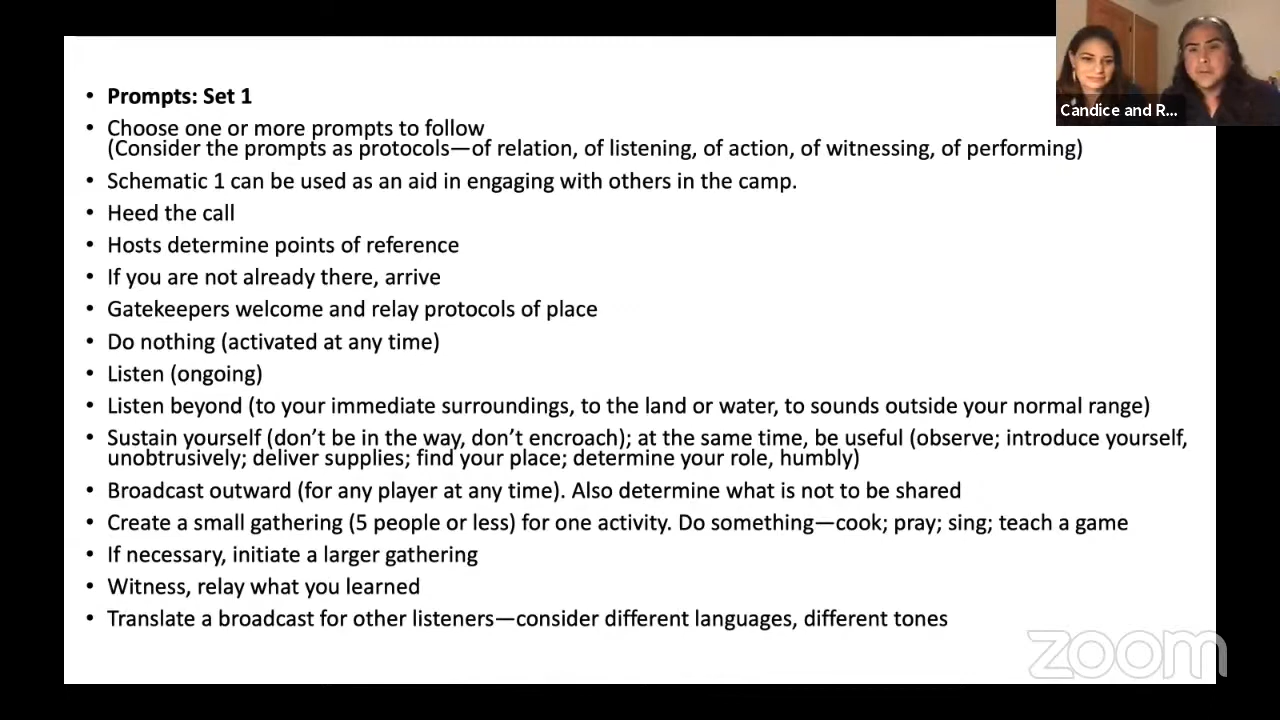 Prompts: Set 1
Choose one or more prompts to follow
(Consider the prompts as protocols—of relation, of listening, of action, of witnessing, of performing)
Schematic 1 can be used as an aid in engaging with others in the camp.
Heed the call
Hosts determine points of reference
If you are not already there, arrive
Gatekeepers welcome and relay protocols of place
Do nothing (activated at any time)
Listen (ongoing)
Listen beyond (to your immediate surroundings, to the land or water, to sounds outside your normal range)
Sustain yourself (don’t be in the way, don’t encroach); at the same time, be useful (observe; introduce yourself,
unobtrusively; deliver supplies; find your place; determine your role, humbly)
Broadcast outward (for any player at any time). Also determine what is not to be shared
Create a small gathering (5 people or less) for one activity. Do something—cook; pray; sing; teach a game
If necessary, initiate a larger gathering
Witness, relay what you learned
Translate a broadcast for other listeners—consider different languages, different tones
Candice and R...
zoom